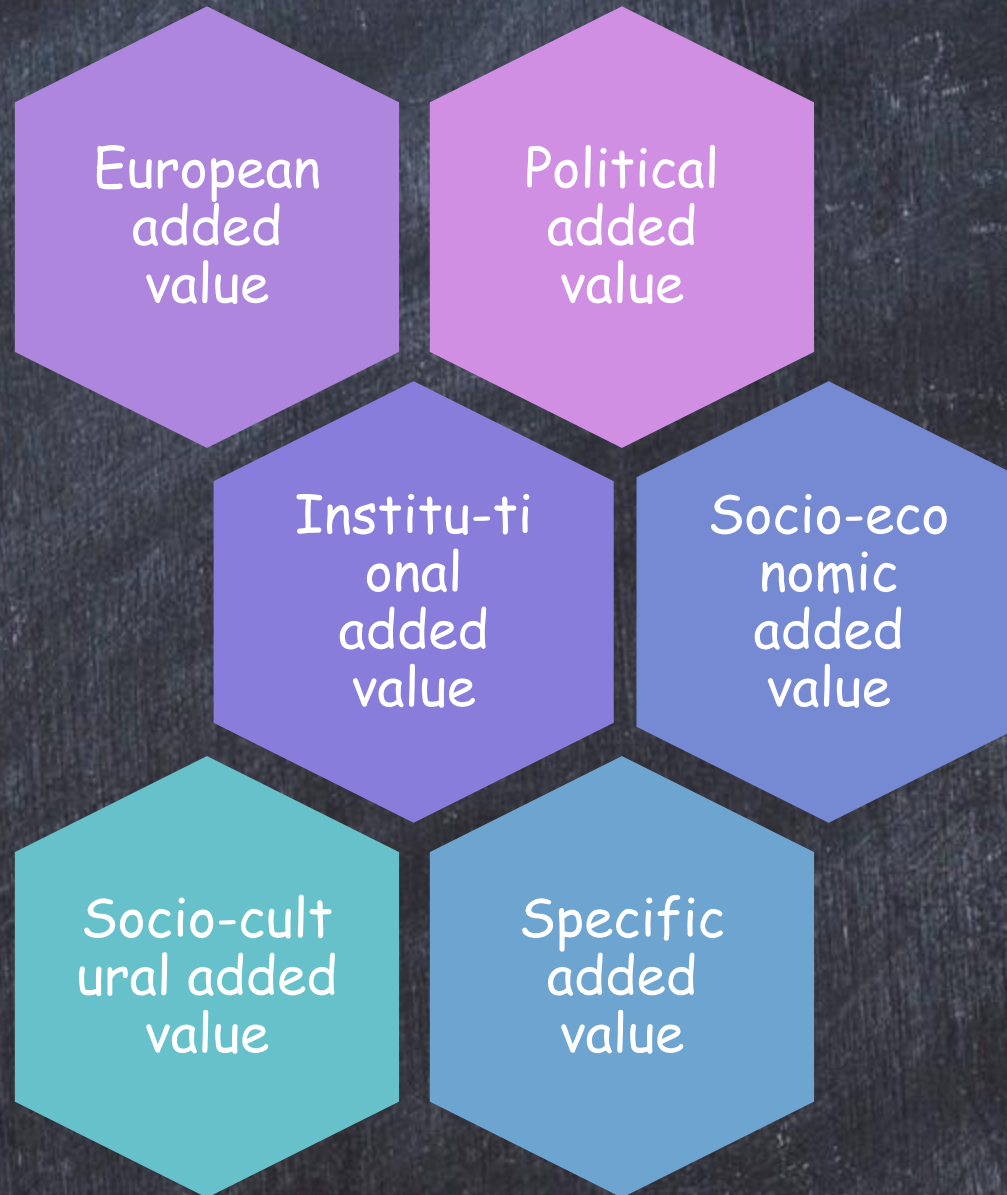 European
added
value
Political
added
value
Institu-ti
onal
added
value
Socio-eco
nomic
added
value
Socio-cult
ural added
value
Specific
added
value